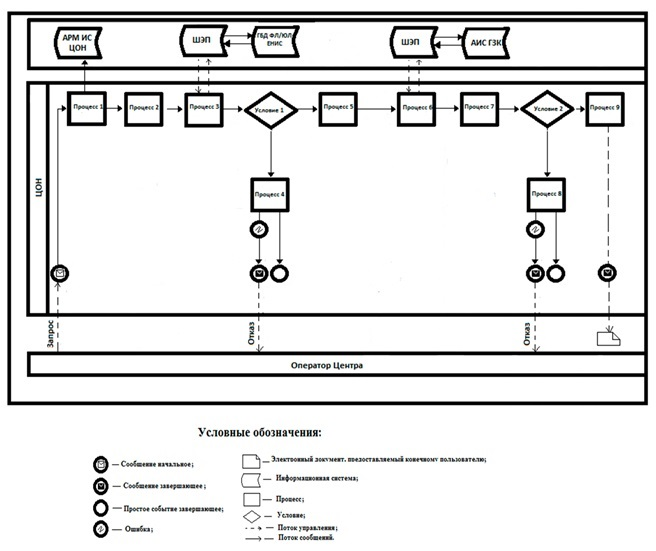 АРМ ИС
ЦОН
ШЭП
ГБД ФЛ/ЮЛ
ЕНИС
ШЭП
АИС ГЗК
ЦОН
Процесс 1
Процесс 2
Процесс 3
Условие 1
Процесс 5
Процесс 6
Процесс 7
Условие 2
Процесс 9
Процесс 4
Процесс 8
Запрос
Отказ
Отказ
Оператор Центра
Условные обозначения:
— Сообщение начальное;
— Сообщение завершающее;
— Простое событие завершающее;
— Ошибка;
— Электонный документ, предоставляемый конечному пользователю;
— Информационная система;
— Процесс;
— Условие;
— Поток управления;
— Поток сообщений.